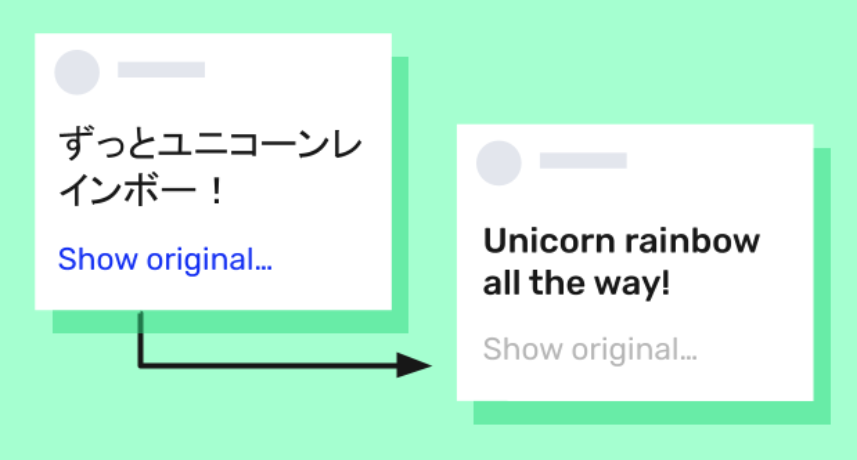 ずっとユニコーンレ
インボー！
Show original...
Unicorn rainbow
all the way!
Show original...